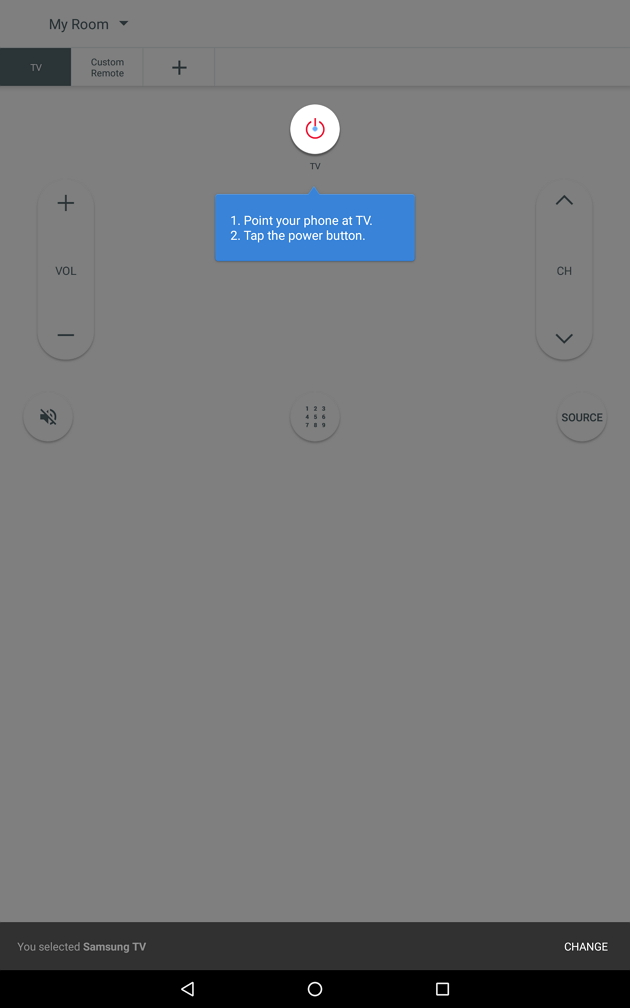 My Room
TV
Custom
Remote
TV
1. Point your phone at TV.
2. Tap the power button.
VOL
CH
1 2 3
4 5 6
7 8 9
SOURCE
You selected Samsung TV
CHANGE